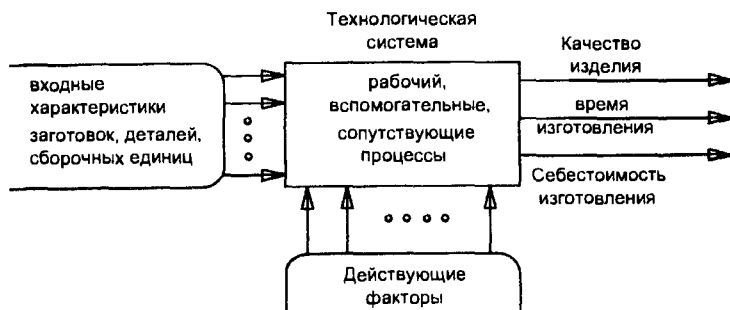 Технологическая
система
входные
характеристики
заготовок, деталей,
сборочных единиц
рабочий,
вспомогательные,
сопутствующие
процессы
Качество
изделия
время
изготовления
Себестоимость
изготовления
Действующие
факторы